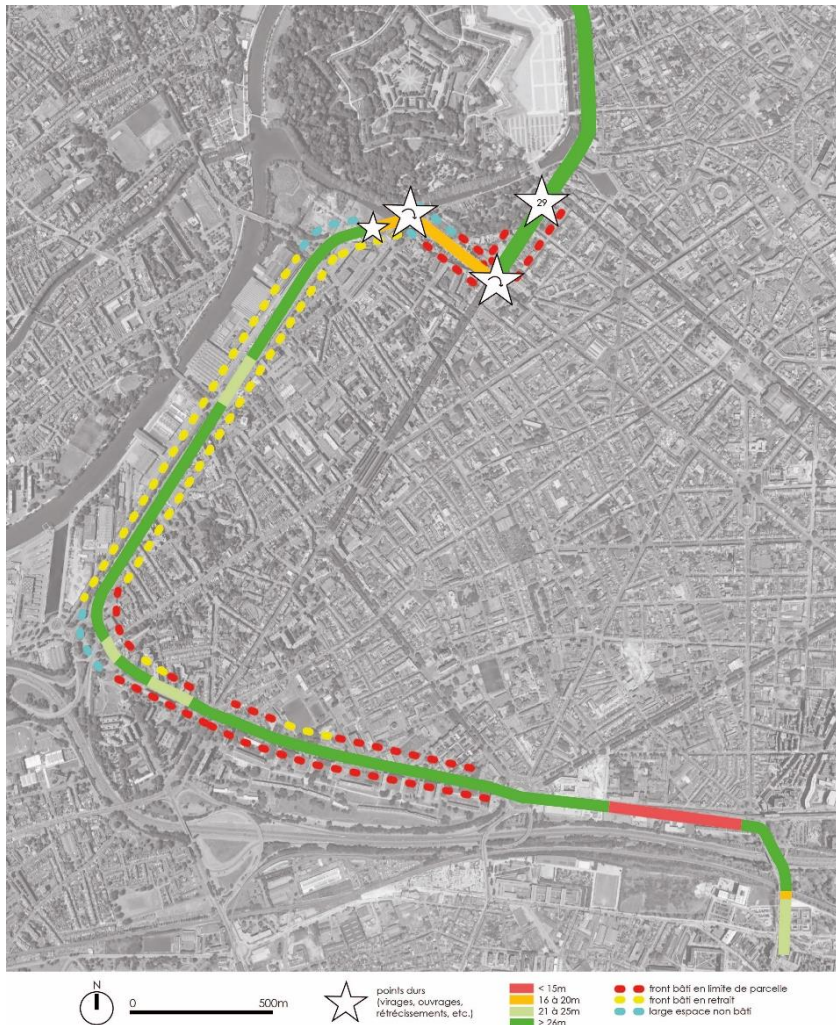 29
N
0 500m
points durs
(virages, ouvrages,
rétrécissements, etc.)
< 15m
16 à 20m
21 à 25m
> 26m
front bâti en limite de parcelle
front bâti en retrait
large espace non bâti